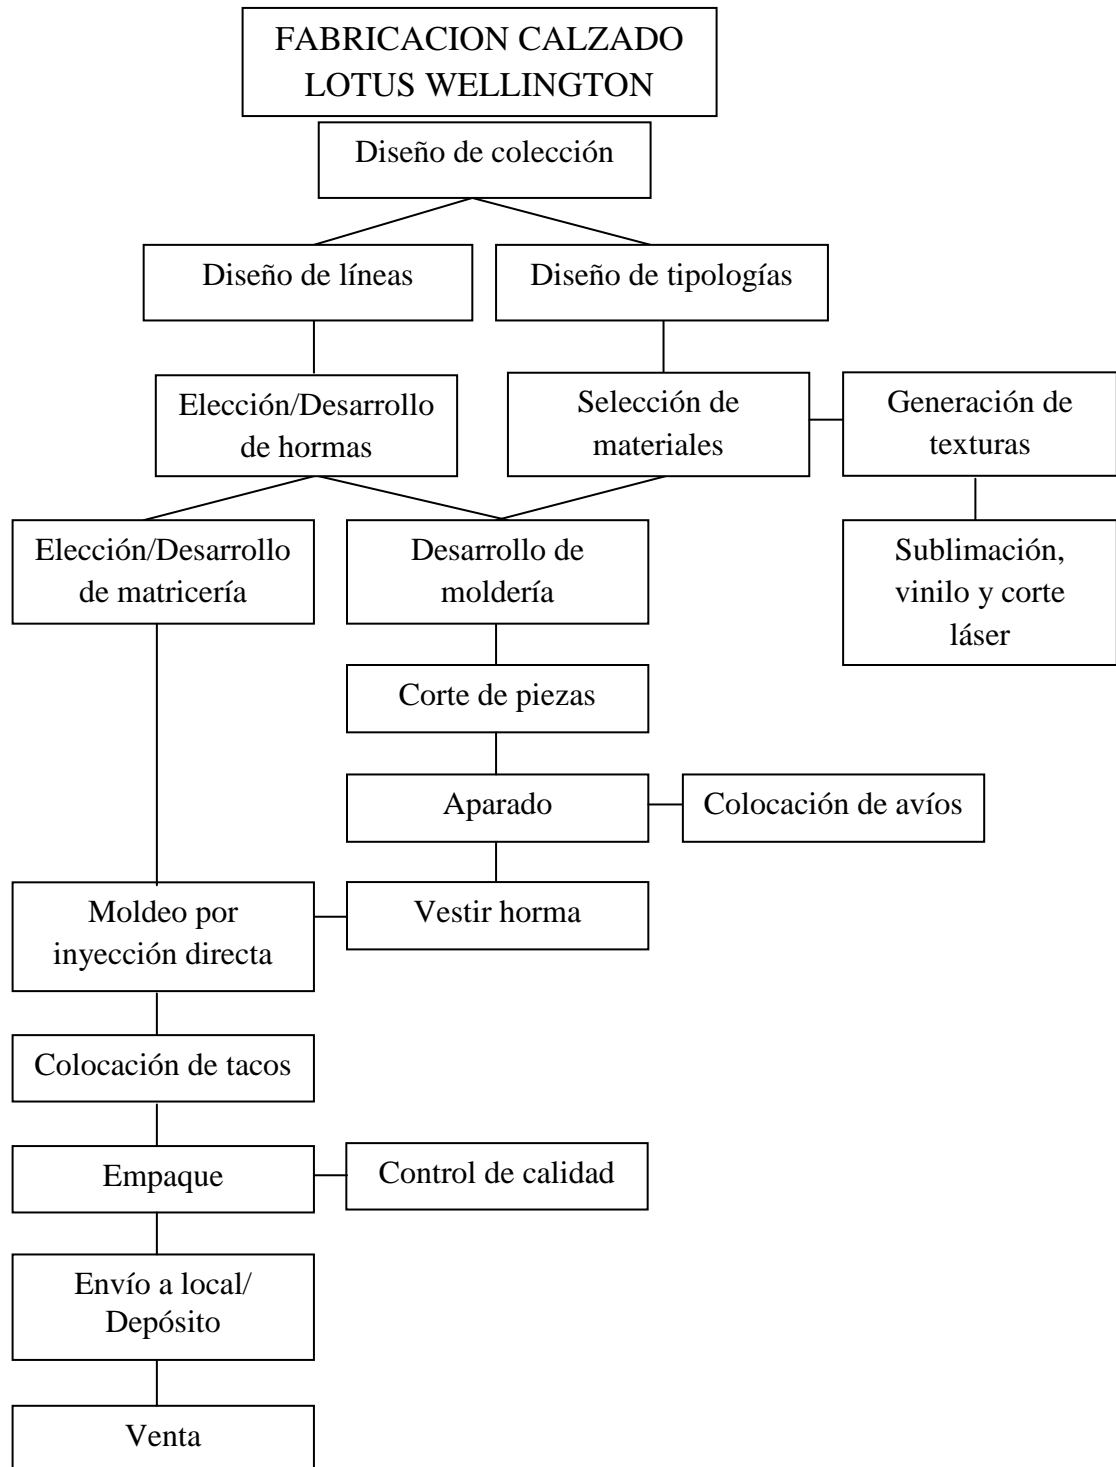 FABRICACION CALZADO
LOTUS WELLINGTON
Diseño de colección
Diseño de líneas
Diseño de tipologías
Elección/Desarrollo
de hormas
Selección de
materiales
Generación de
texturas
Elección/Desarrollo
de matricería
Desarrollo de
moldería
Sublimación,
vinilo y corte
láser
Corte de piezas
Aparado
Colocación de avíos
Moldeo por
inyección directa
Vestir horma
Colocación de tacos
Empaque
Control de calidad
Envío a local/
Depósito
Venta